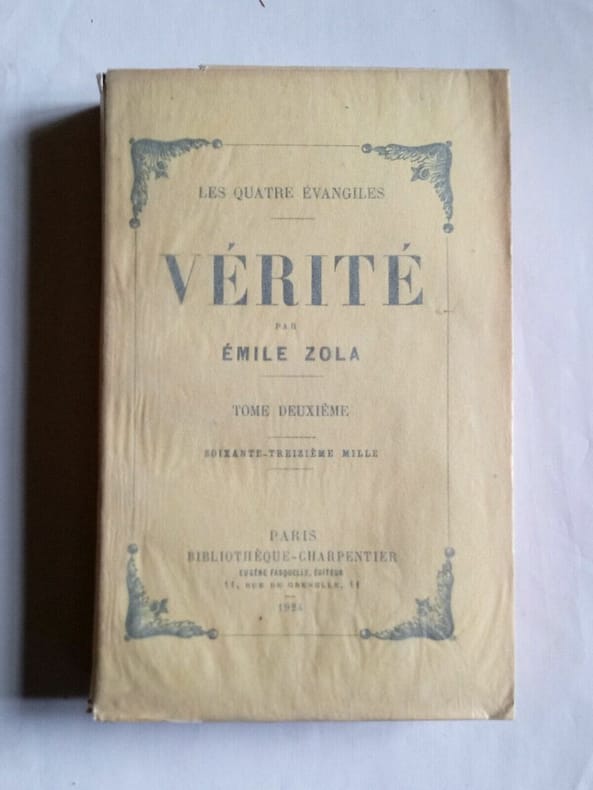 LES QUATRE ÉVANGILES
VÉRITÉ
PAR
ÉMILE ZOLA
TOME DEUXIÈME
SOIXANTE-TREIZIÈME MILLE
PARIS
BIBLIOTHÈQUE-CHARPENTIER
EUGÈNE FASQUELLE, ÉDITEUR
11, RUE DE GRENELLE, 11
1924